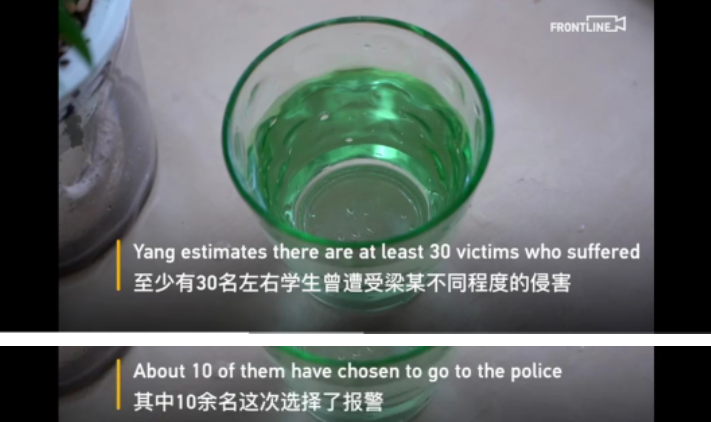 FRONTLINE
Yang estimates there are at least 30 victims who suffered
至少有30名左右学生曾遭受梁某不同程度的侵害
About 10 of them have chosen to go to the police
其中10余名这次选择了报警